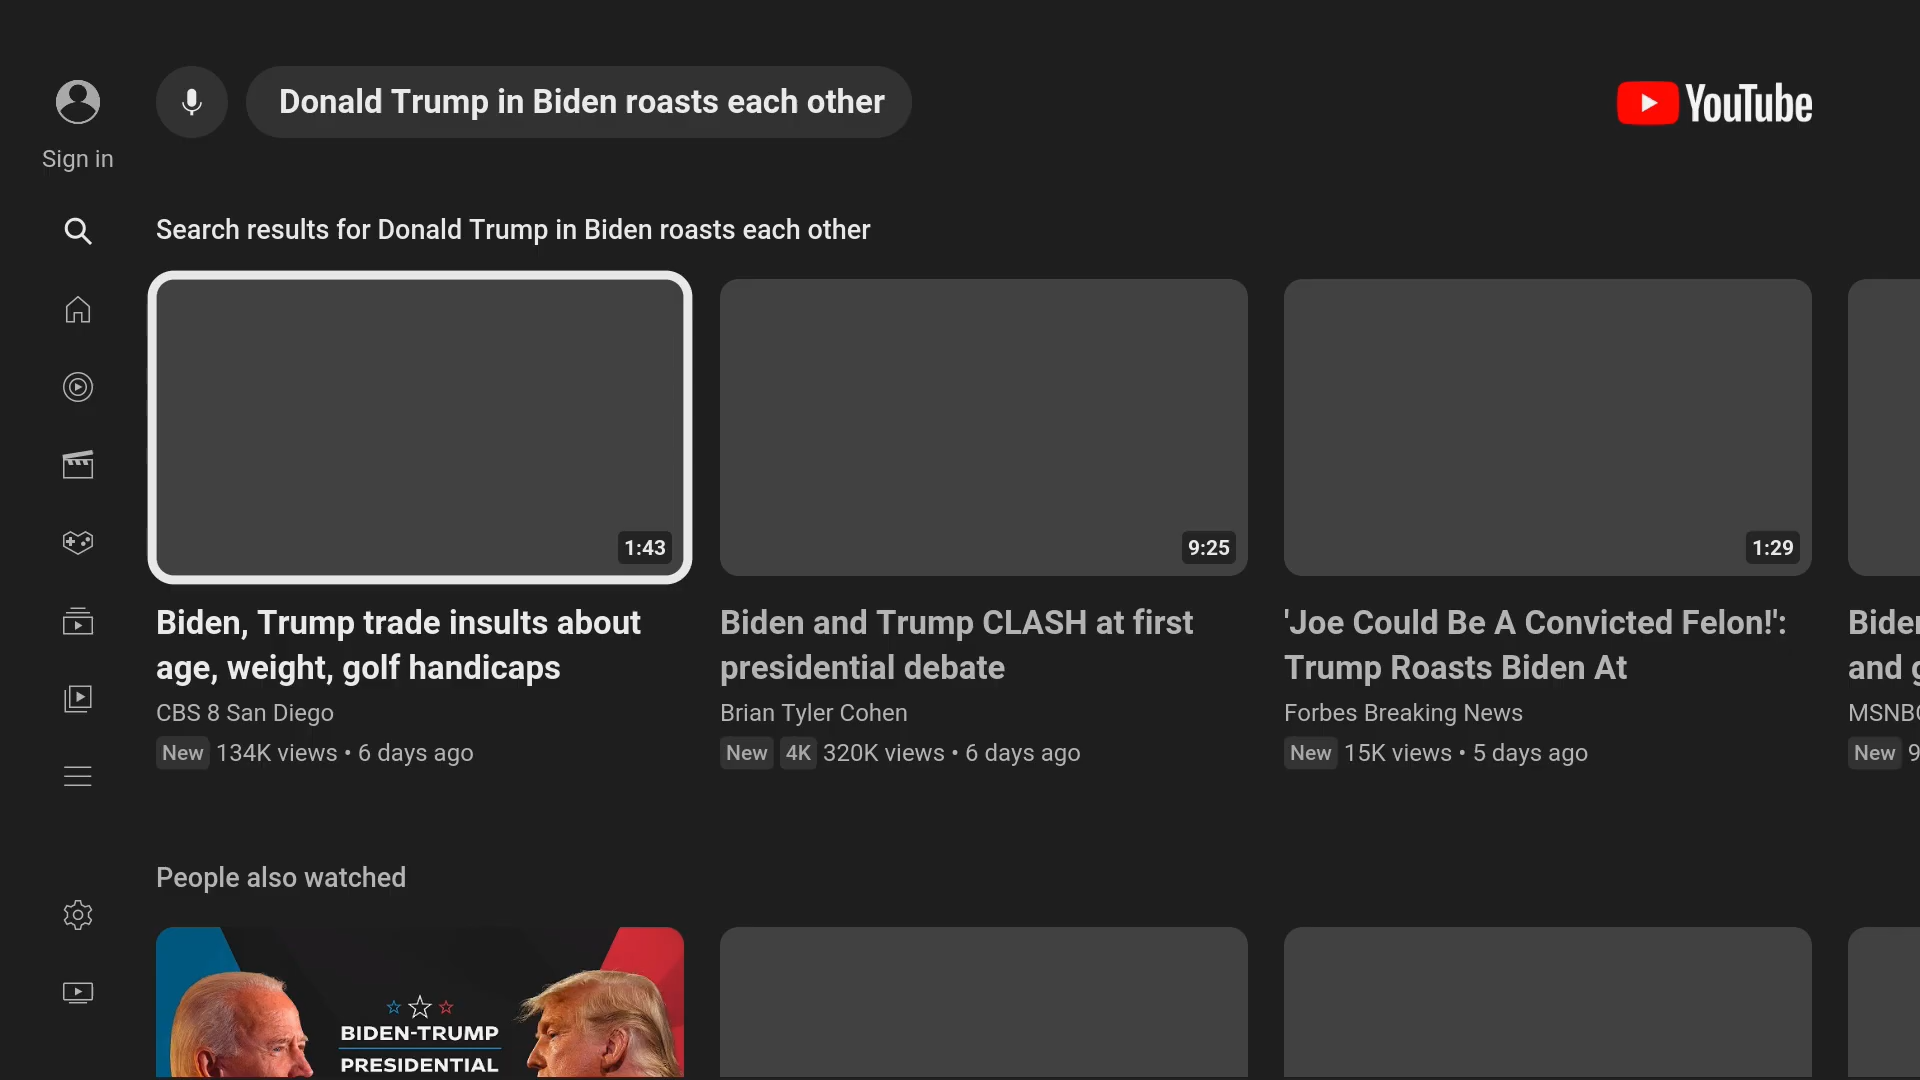 Donald Trump in Biden roasts each other
YouTube
Sign in
Search results for Donald Trump in Biden roasts each other
1:43
9:25
1:29
Biden, Trump trade insults about
age, weight, golf handicaps
CBS 8 San Diego
New 134K views • 6 days ago
Biden and Trump CLASH at first
presidential debate
Brian Tyler Cohen
New 4K 320K views • 6 days ago
'Joe Could Be A Convicted Felon!':
Trump Roasts Biden At
Forbes Breaking News
New 15K views • 5 days ago
and
New
People also watched
BIDEN-TRUMP
PRESIDENTIAL